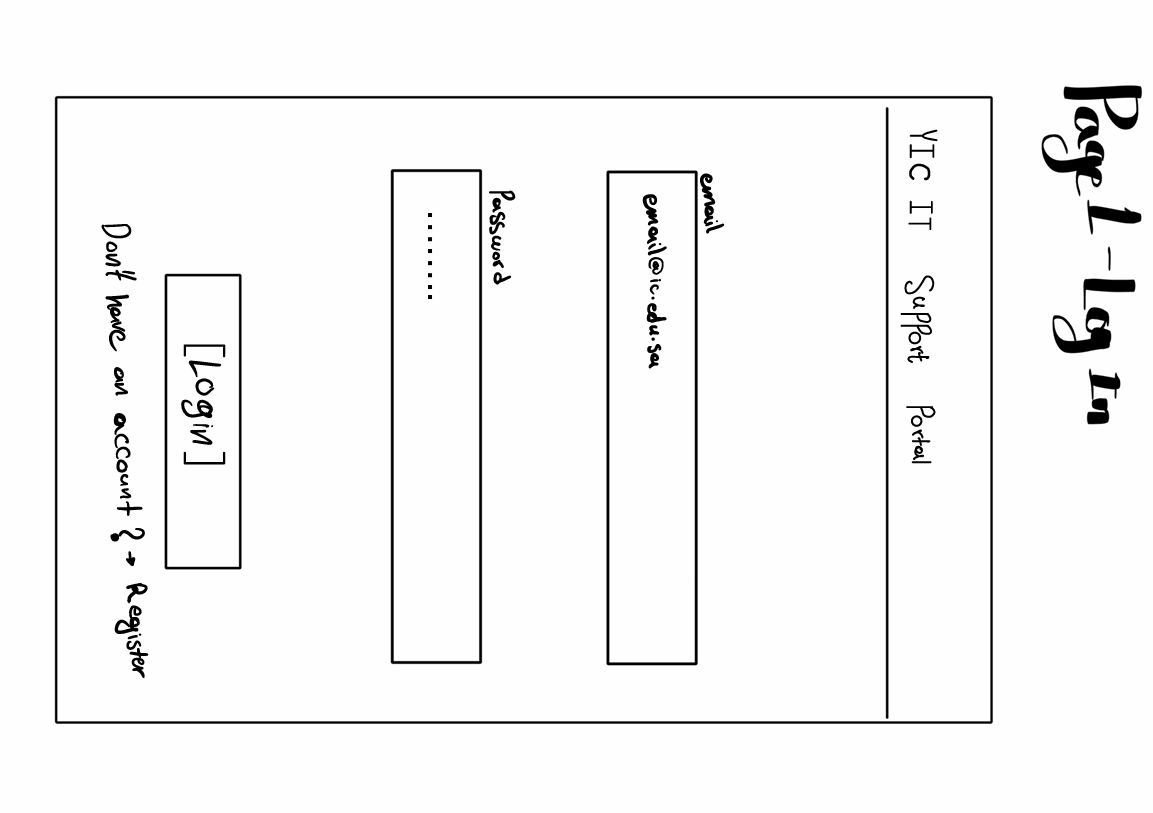 Page 1 - Log In
YIC IT Support Portal
email
email@ic.edu.sa
Password
........
[Login]
Don't have an account? → Register